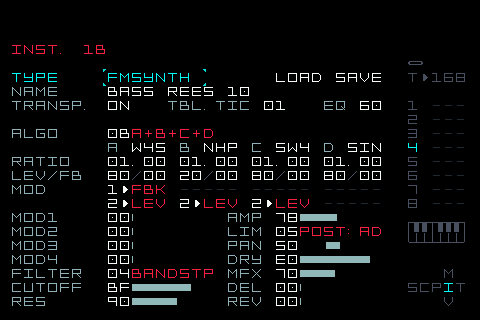 INST. 1B
TYPE FMSYNTH LOAD SAVE T▶168
NAME BASS REES 10
TRANSP. ON TBL. TIC 01 EQ 60 1 ---
2 ---
ALGO 0B A+B+C+D 3 ---
A W45 B NHP C SW4 D SIN 4 ---
RATIO 01.00 01.00 01.00 01.00 5 ---
LEV/FB 80/00 20/00 80/00 80/00 6 ---
MOD 1▶FBK ----- ----- ----- 7 ---
2▶LEV 2▶LEV 2▶LEV ----- 8 ---
MOD1 00 AMP 78
MOD2 00 LIM 05 POST: AD
MOD3 00 PAN 50
MOD4 00 DRY E0
FILTER 04 BANDSTP MFX 70 M
CUTOFF BF DEL 00 SCPIT
RES 90 REV 00 V